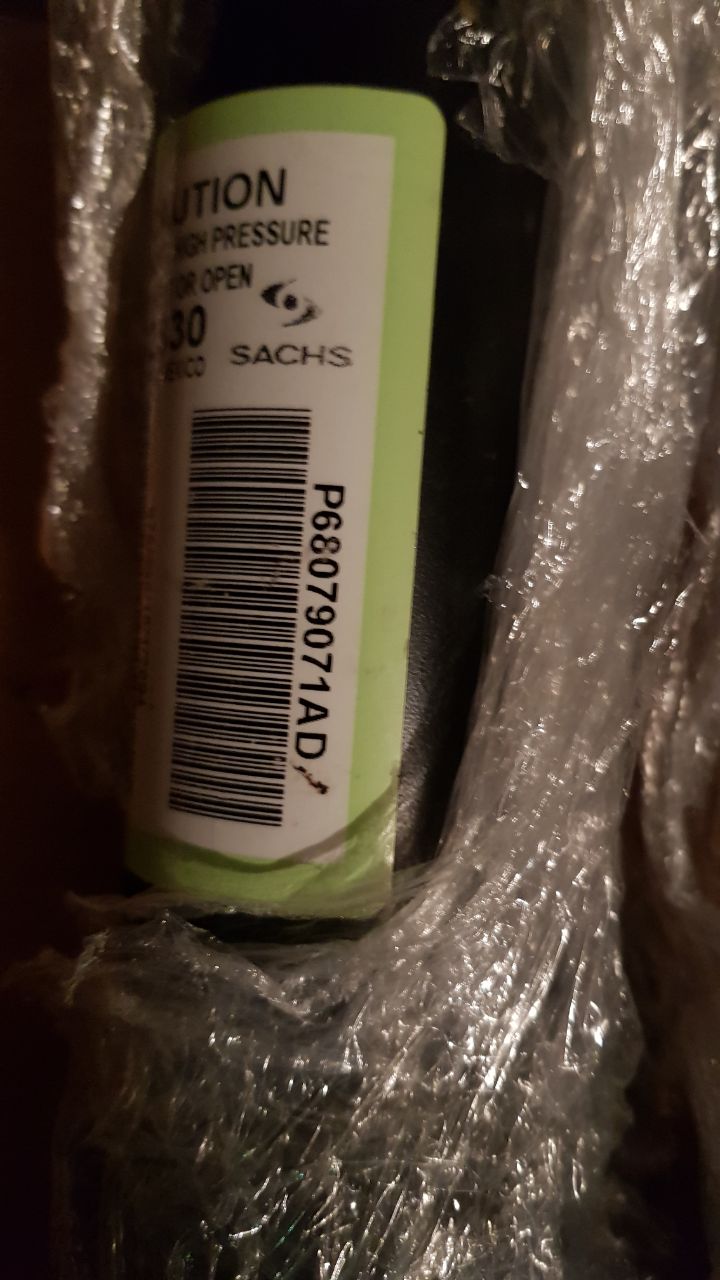 UTION
HIGH PRESSURE
OR OPEN
30
SACHS
P68079071AD